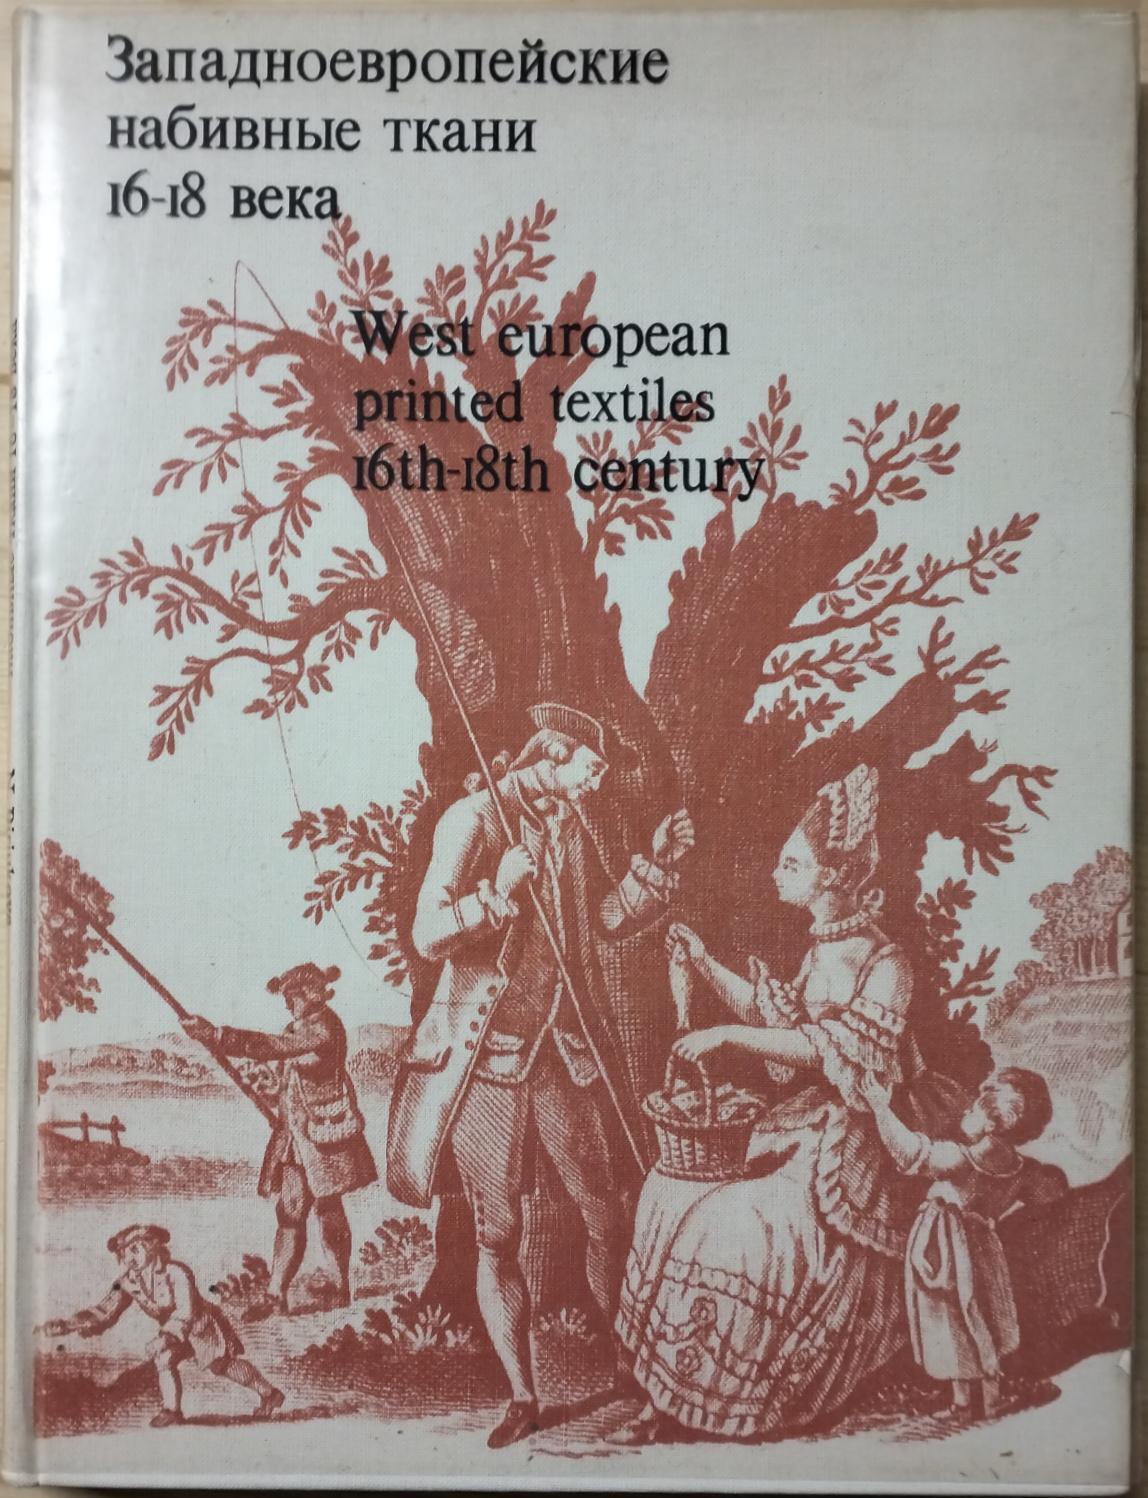 Западноевропейские
набивные ткани
16-18 века
West european
printed textiles
16th-18th century